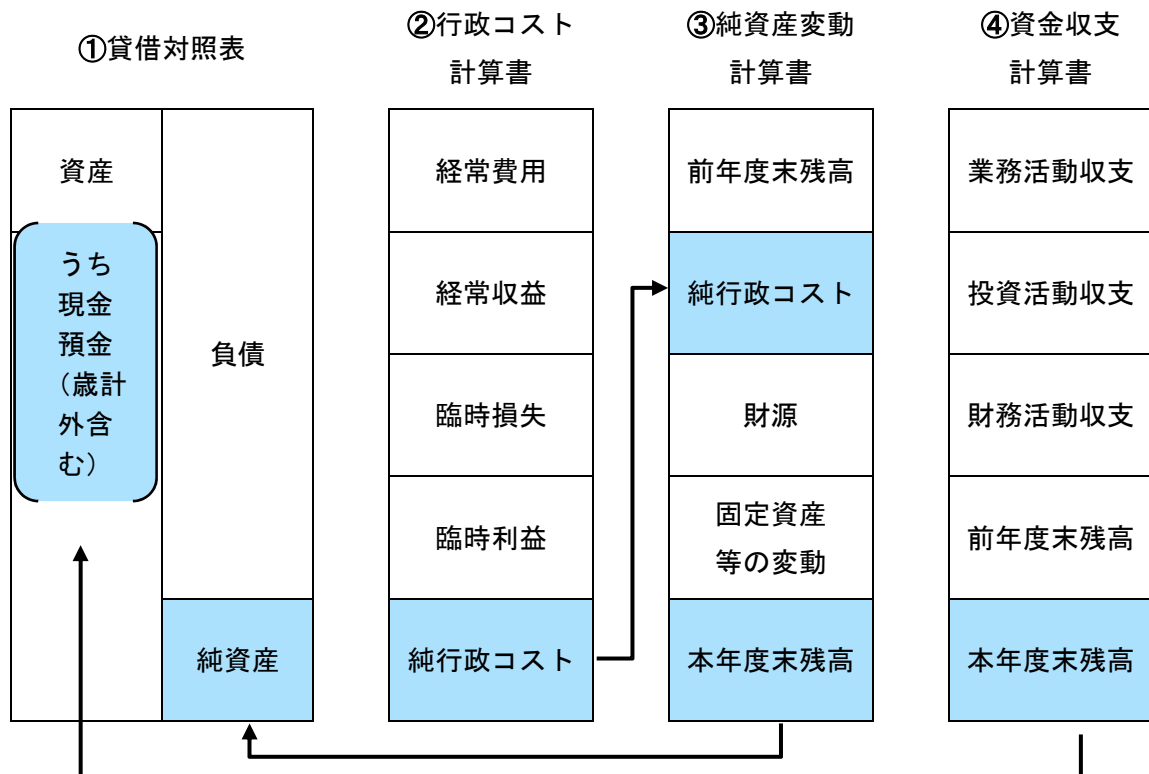 ①貸借対照表
②行政コスト
計算書
③純資産変動
計算書
④資金収支
計算書
資産
うち
現金
預金
（歳計
外含
む）
負債
純資産
経常費用
経常収益
臨時損失
臨時利益
純行政コスト
前年度末残高
純行政コスト
財源
固定資産
等の変動
本年度末残高
業務活動収支
投資活動収支
財務活動収支
前年度末残高
本年度末残高